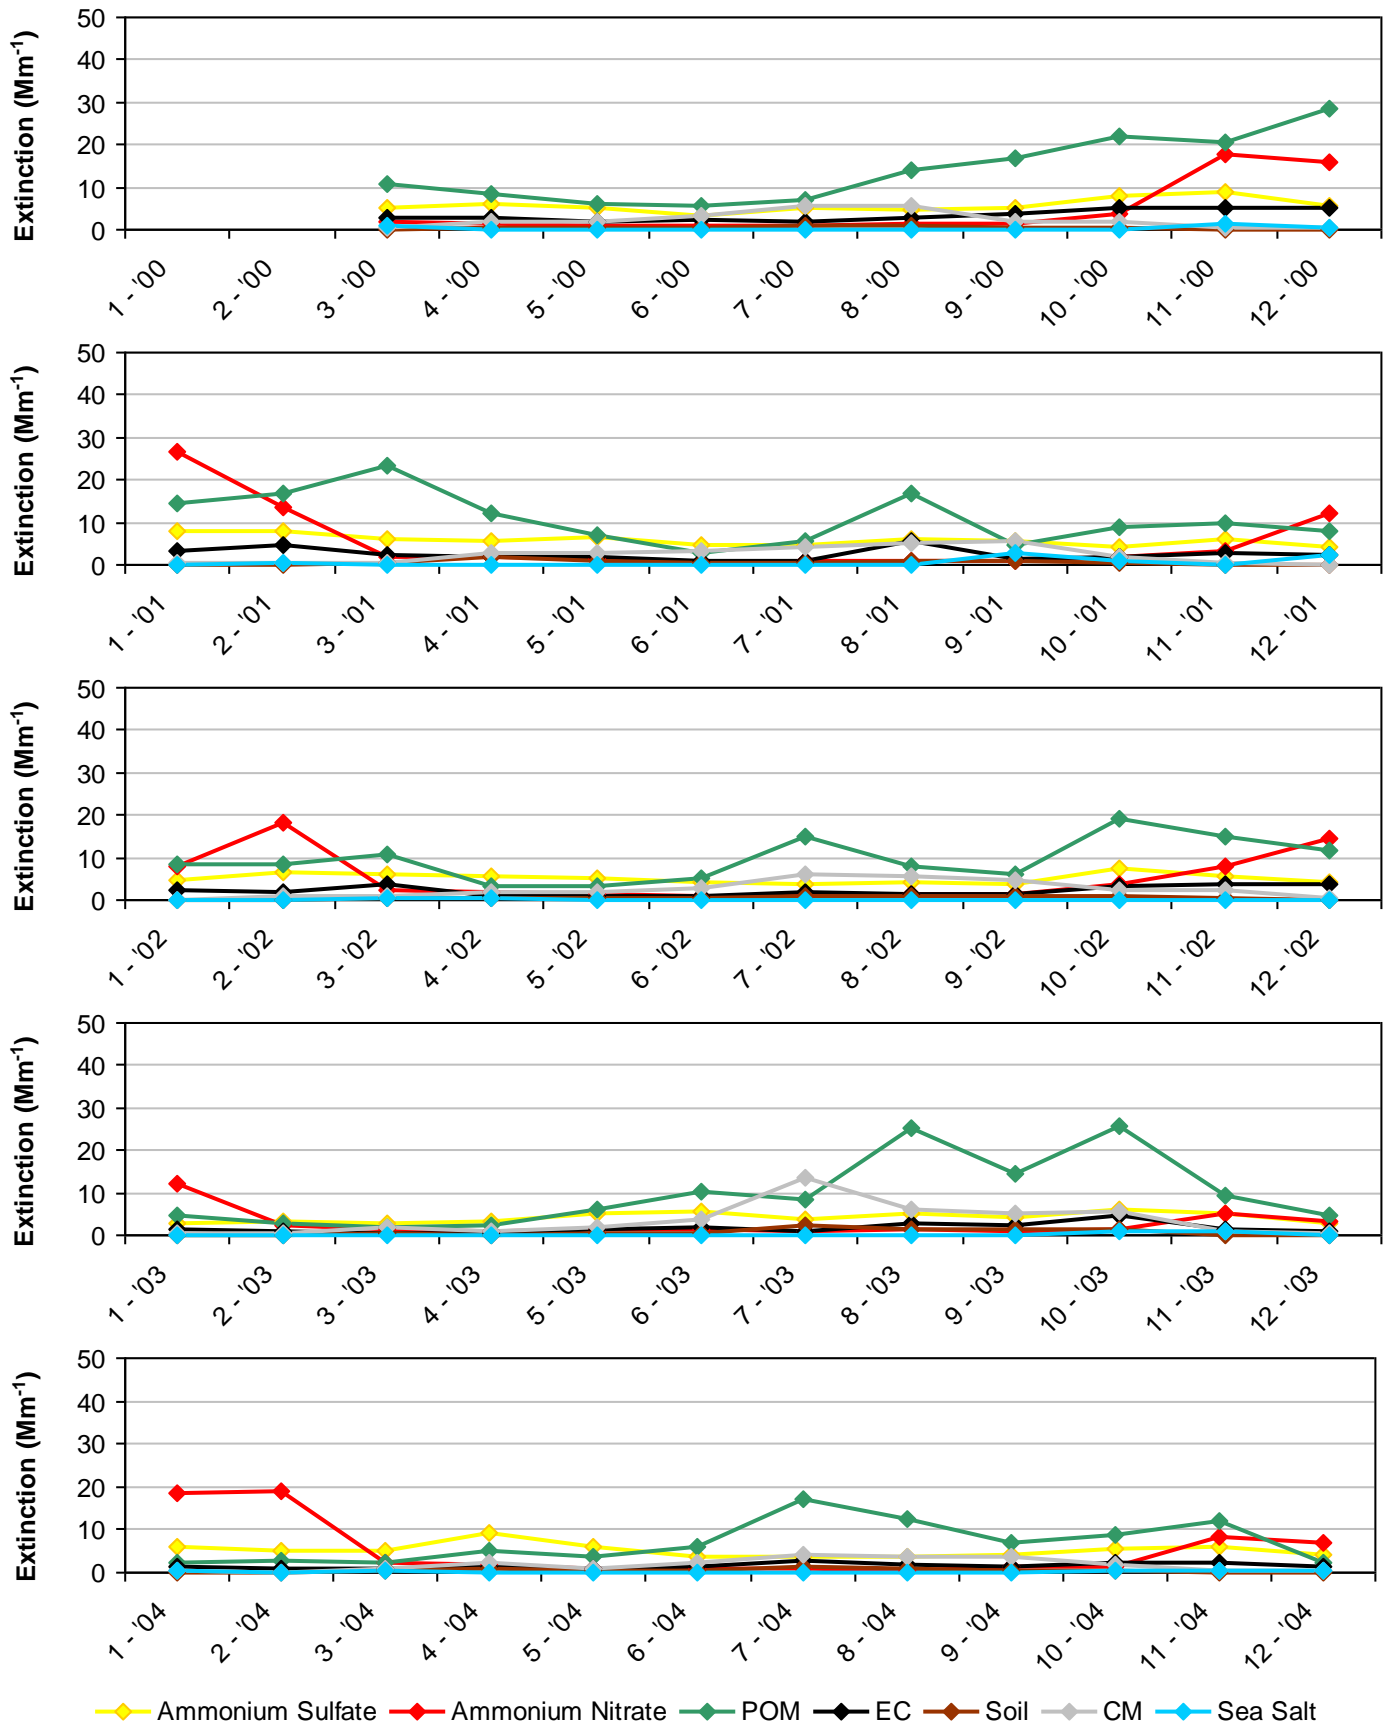 Extinction (Mm-1)
50
40
30
20
10
0
1 - '00
2 - '00
3 - '00
4 - '00
5 - '00
6 - '00
7 - '00
8 - '00
9 - '00
10 - '00
11 - '00
12 - '00
Extinction (Mm-1)
50
40
30
20
10
0
1 - '01
2 - '01
3 - '01
4 - '01
5 - '01
6 - '01
7 - '01
8 - '01
9 - '01
10 - '01
11 - '01
12 - '01
Extinction (Mm-1)
50
40
30
20
10
0
1 - '02
2 - '02
3 - '02
4 - '02
5 - '02
6 - '02
7 - '02
8 - '02
9 - '02
10 - '02
11 - '02
12 - '02
Extinction (Mm-1)
50
40
30
20
10
0
1 - '03
2 - '03
3 - '03
4 - '03
5 - '03
6 - '03
7 - '03
8 - '03
9 - '03
10 - '03
11 - '03
12 - '03
Extinction (Mm-1)
50
40
30
20
10
0
1 - '04
2 - '04
3 - '04
4 - '04
5 - '04
6 - '04
7 - '04
8 - '04
9 - '04
10 - '04
11 - '04
12 - '04
Ammonium Sulfate Ammonium Nitrate POM EC Soil CM Sea Salt